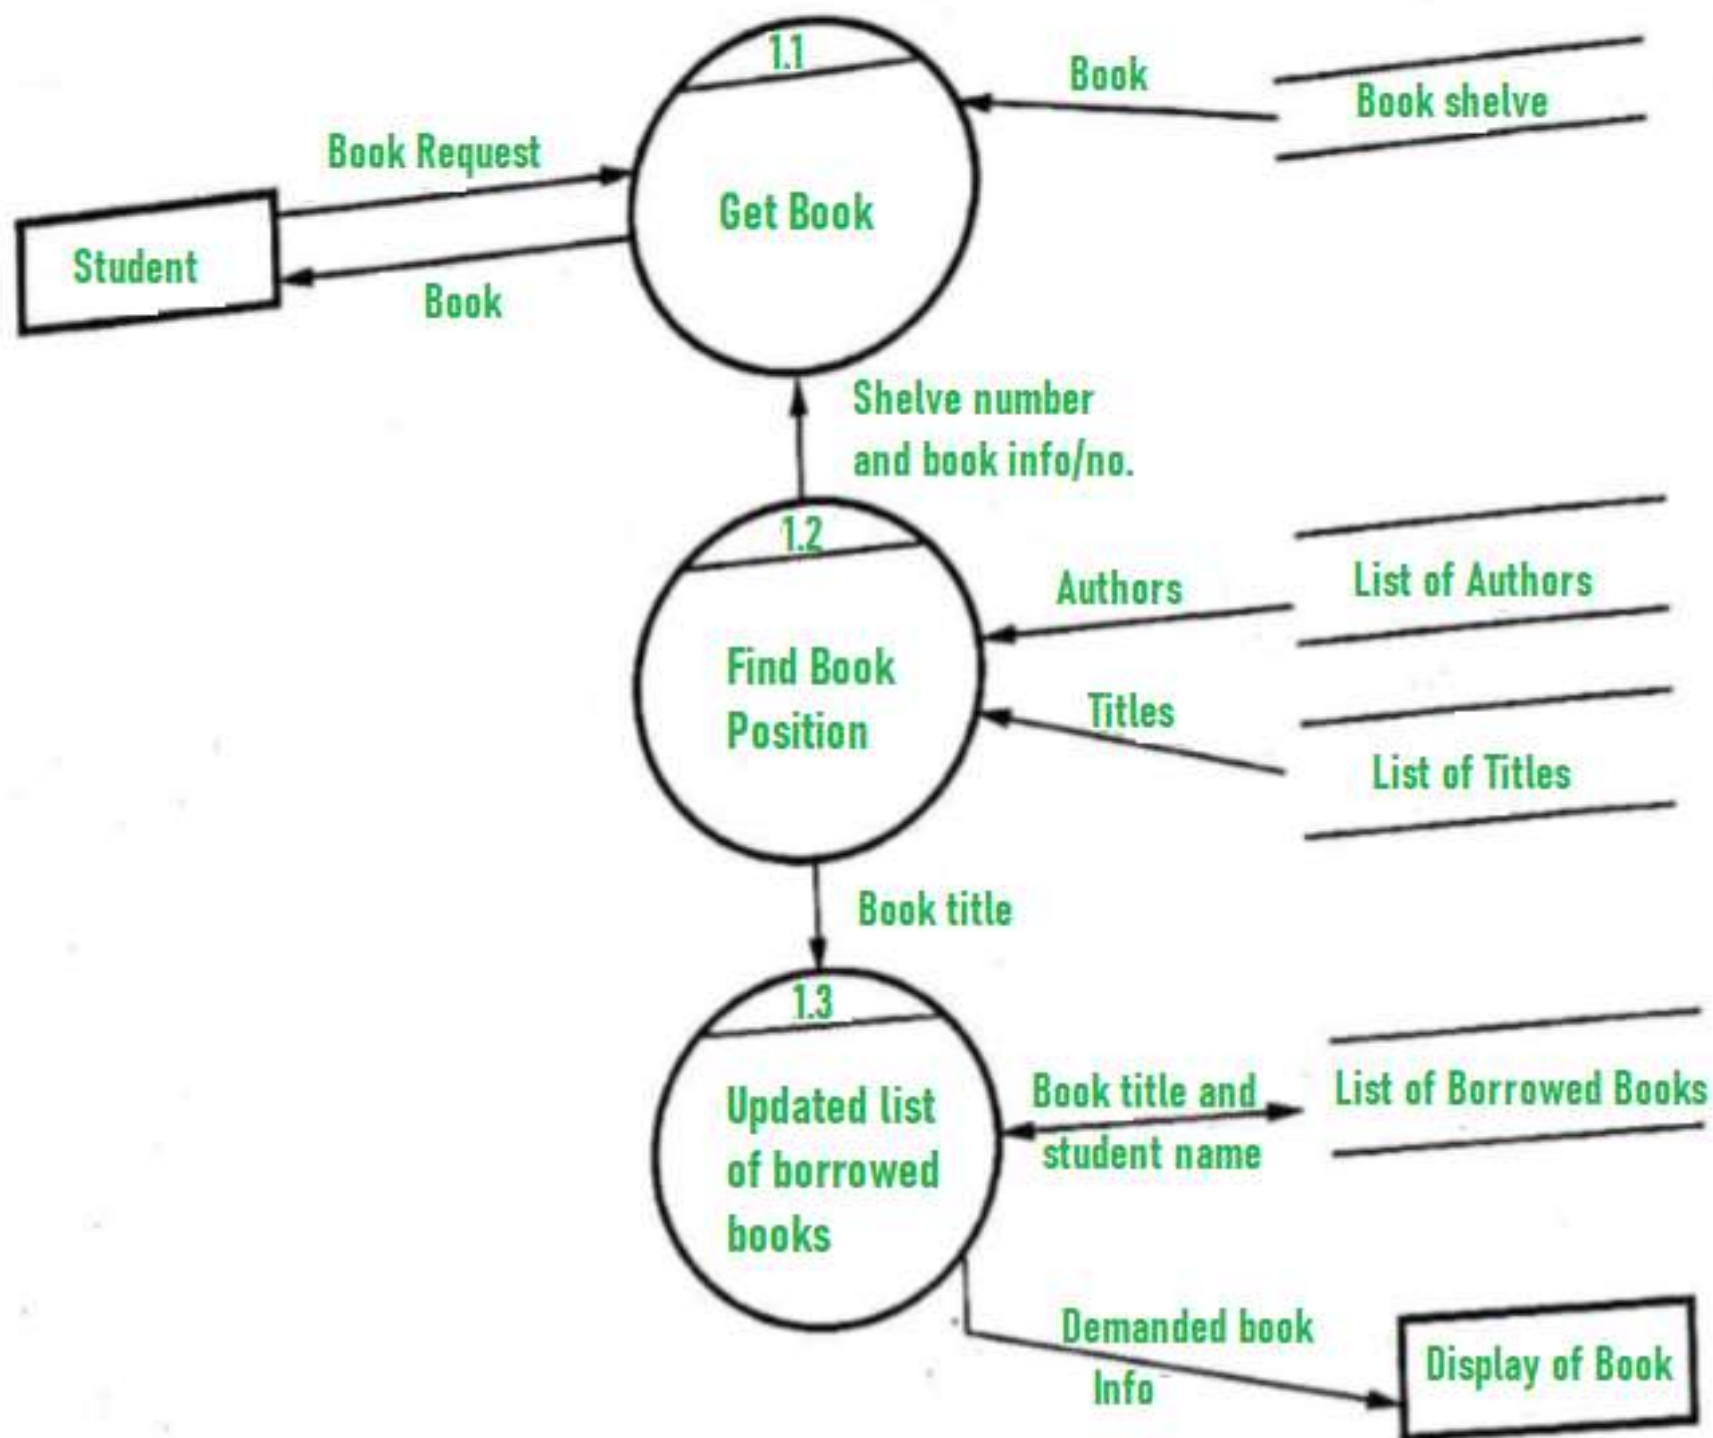 1.1
Book
Book shelve
Book Request
Get Book
Student
Book
Shelve number
and book info/no.
1.2
Authors
List of Authors
Find Book
Position
Titles
List of Titles
Book title
1.3
Updated list
of borrowed
books
Book title and
student name
List of Borrowed Books
Demanded book
Info
Display of Book